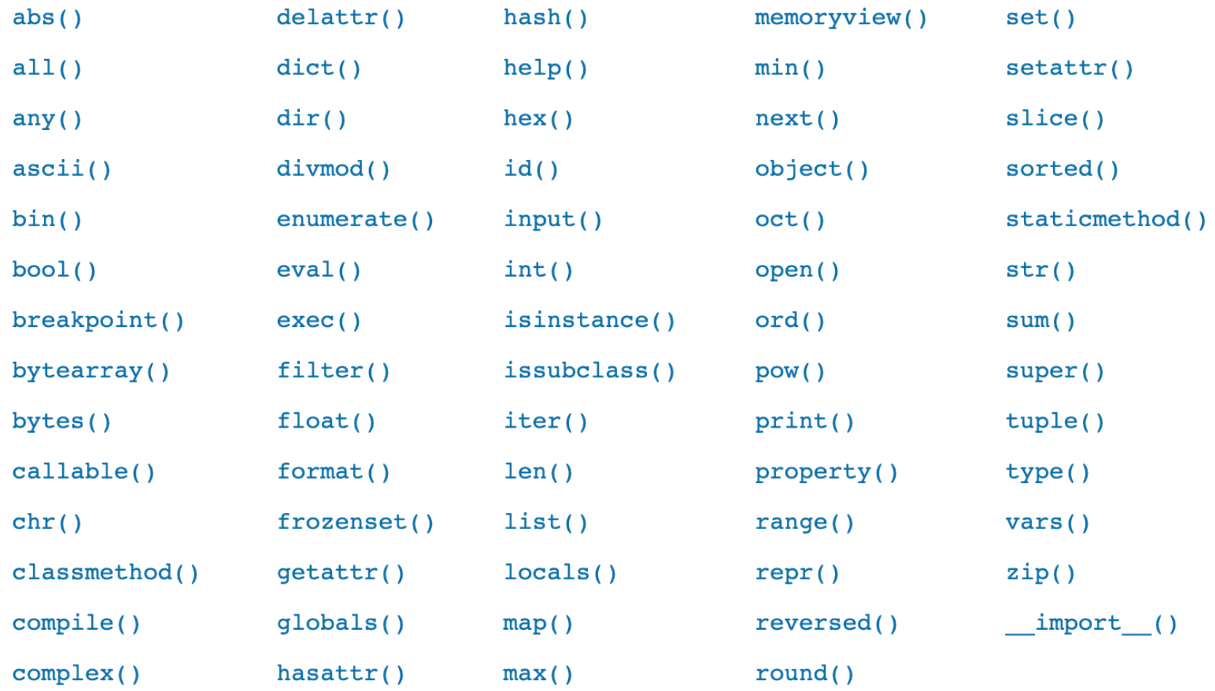 abs() delattr() hash() memoryview() set()
all() dict() help() min() setattr()
any() dir() hex() next() slice()
ascii() divmod() id() object() sorted()
bin() enumerate() input() oct() staticmethod()
bool() eval() int() open() str()
breakpoint() exec() isinstance() ord() sum()
bytearray() filter() issubclass() pow() super()
bytes() float() iter() print() tuple()
callable() format() len() property() type()
chr() frozenset() list() range() vars()
classmethod() getattr() locals() repr() zip()
compile() globals() map() reversed() __import__()
complex() hasattr() max() round()